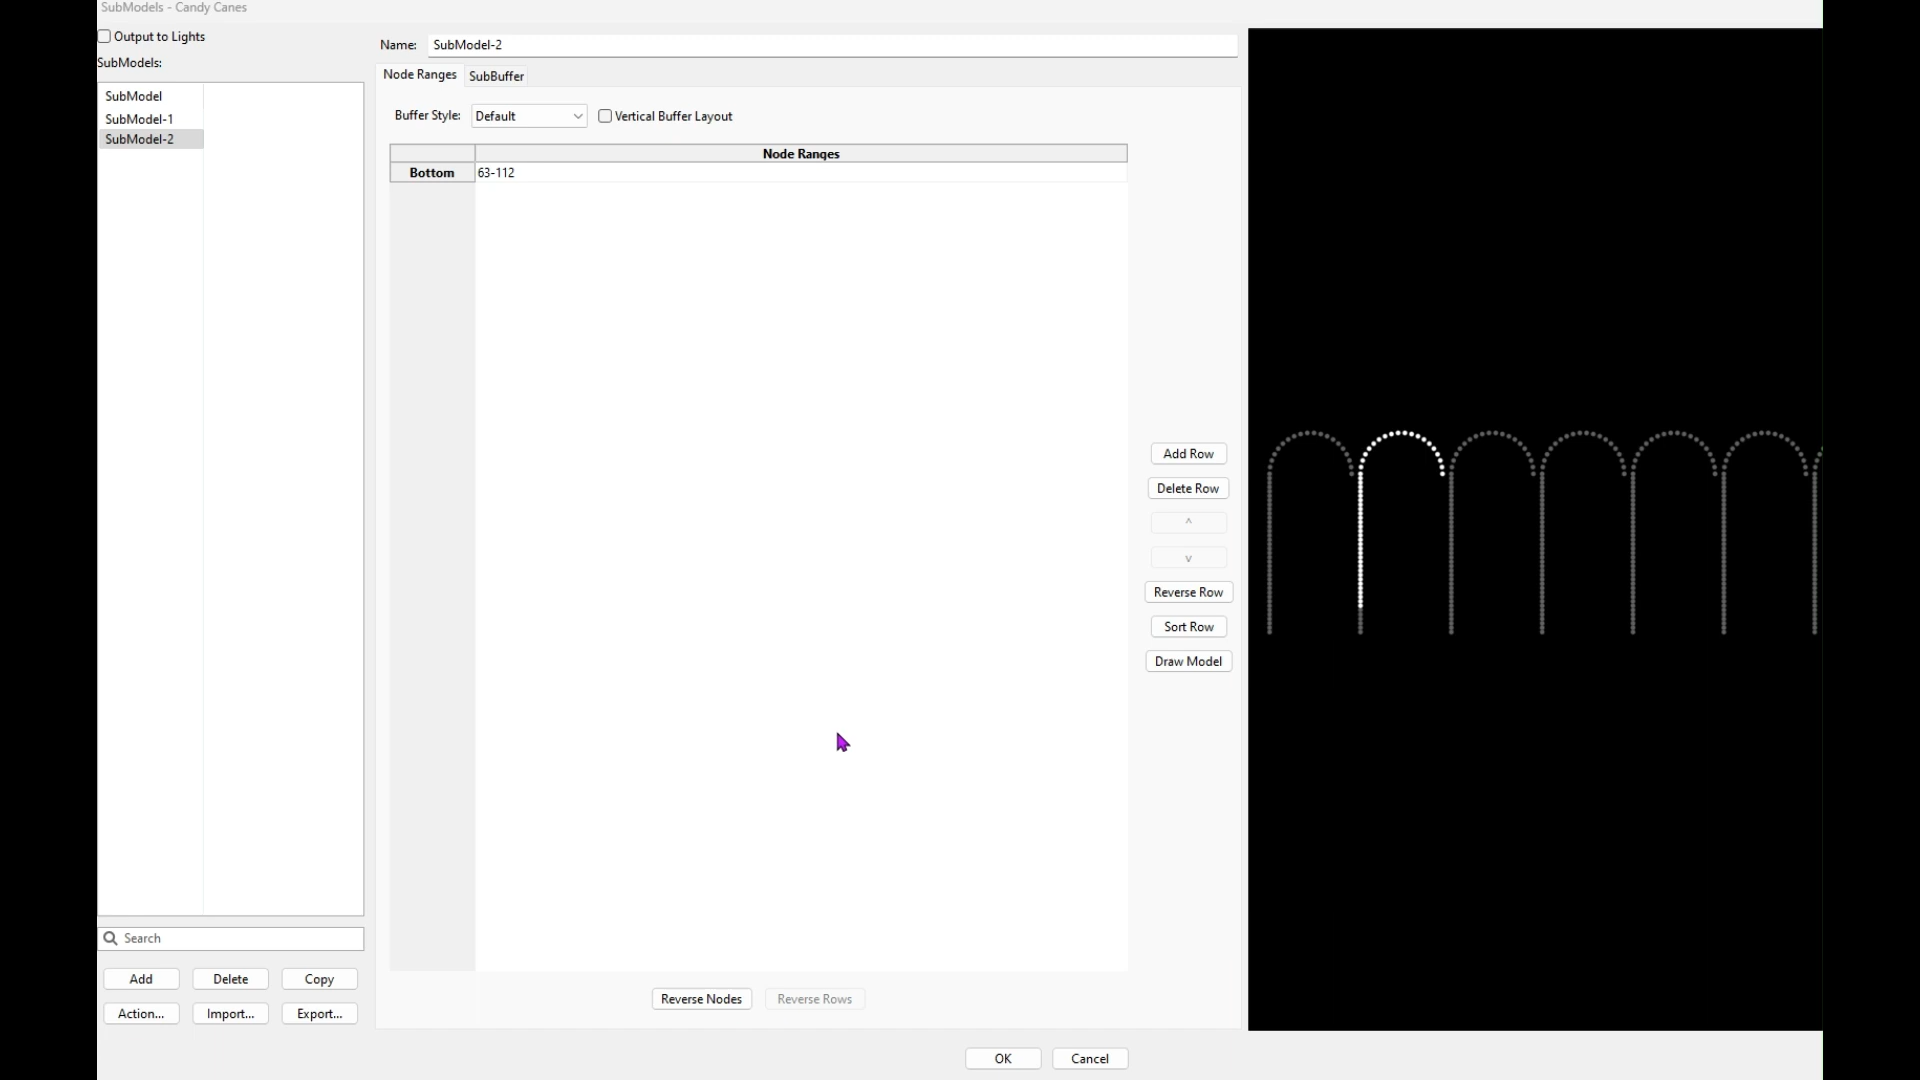 SubModels - Candy Canes
Output to Lights
SubModels:
SubModel
SubModel-1
SubModel-2
Search
Add
Delete
Copy
Action...
Import...
Export...
Name: SubModel-2
Node Ranges
SubBuffer
Buffer Style: Default
Vertical Buffer Layout
Node Ranges
Bottom 63-112
Add Row
Delete Row
^
v
Reverse Row
Sort Row
Draw Model
Reverse Nodes
Reverse Rows
OK
Cancel